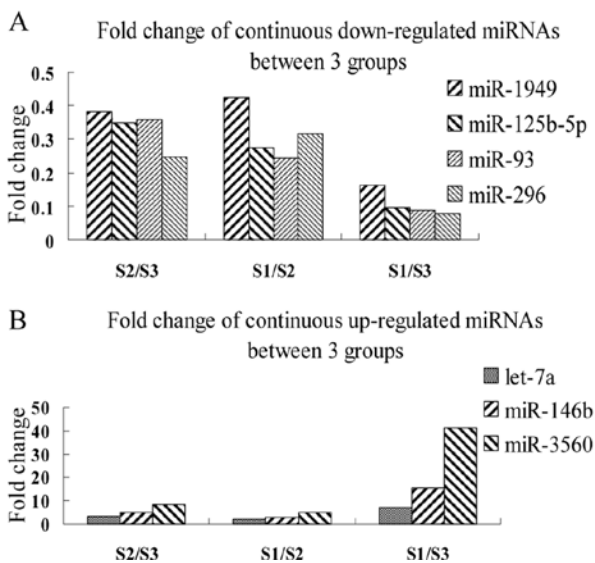 A
Fold change of continuous down-regulated miRNAs
between 3 groups
Fold change
0.5
0.4
0.3
0.2
0.1
0
miR-1949
miR-125b-5p
miR-93
miR-296
S2/S3 S1/S2 S1/S3
B
Fold change of continuous up-regulated miRNAs
between 3 groups
Fold change
50
40
30
20
10
0
let-7a
miR-146b
miR-3560
S2/S3 S1/S2 S1/S3